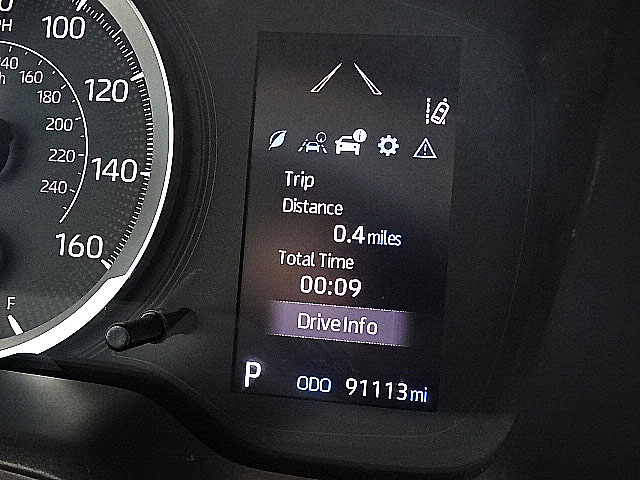 PH
100
120
140
160
160
180
200
220
240
F
Trip
Distance
0.4 miles
Total Time
00:09
Drive Info
P ODO 91113 mi